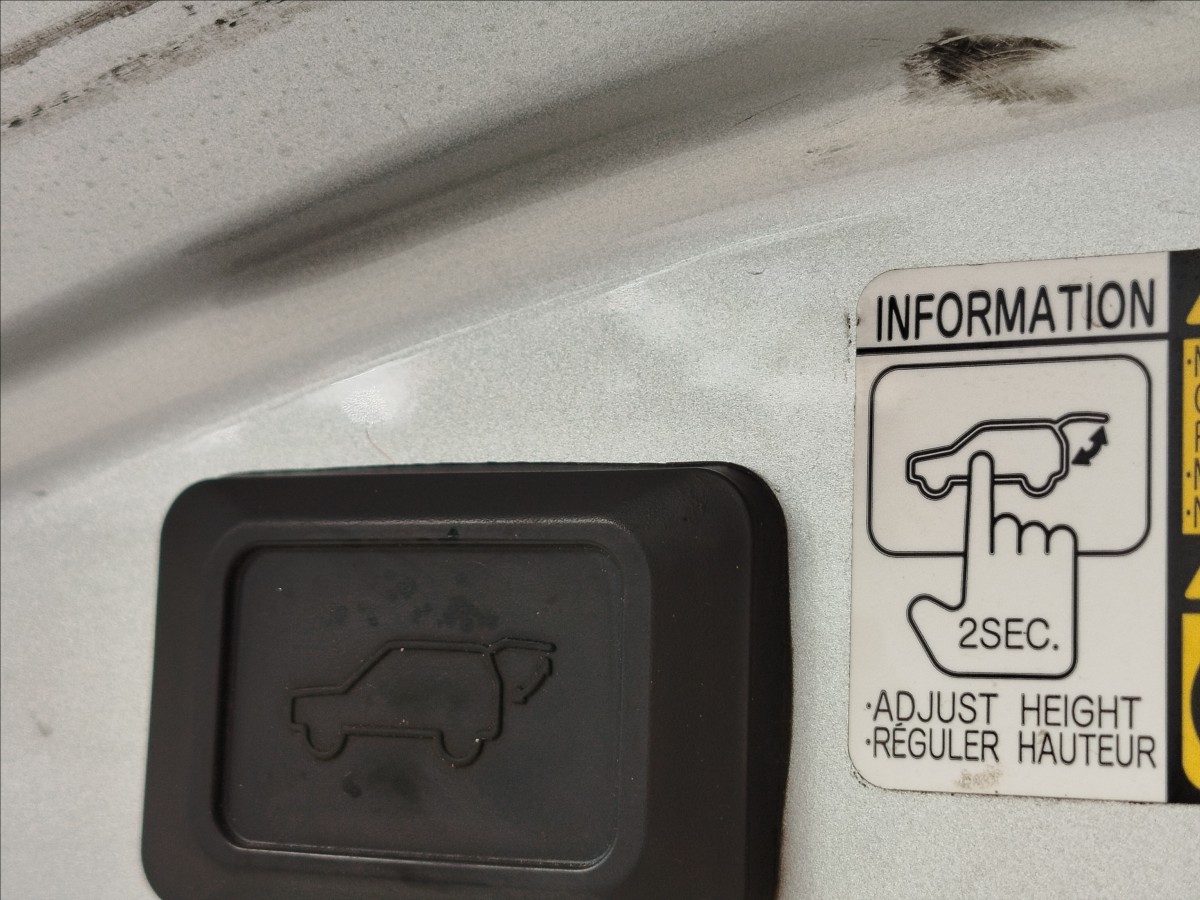 INFORMATION
2SEC.
·ADJUST HEIGHT
·RÉGULER HAUTEUR